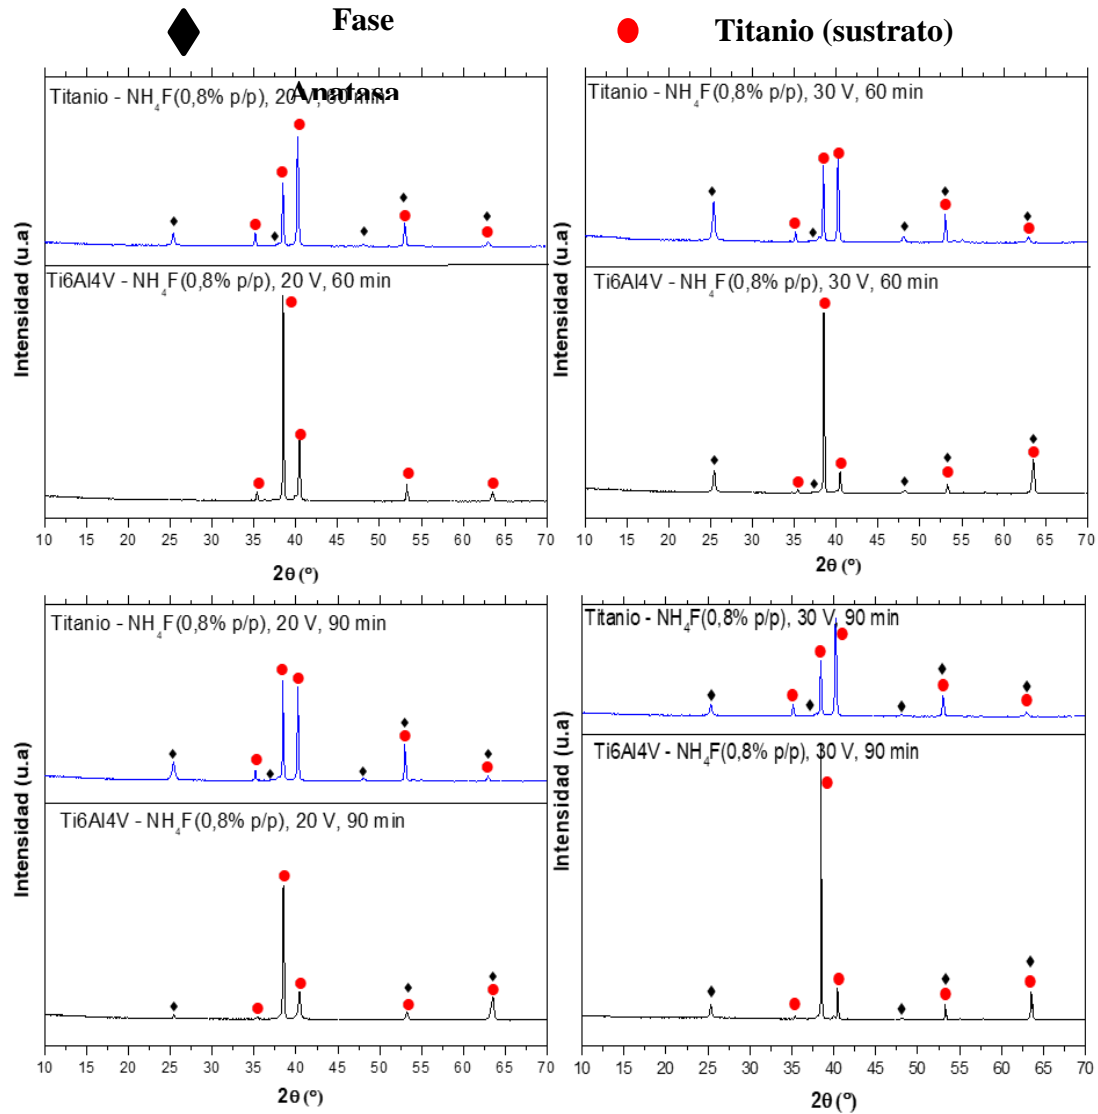 Fase
Anatasa
Titanio (sustrato)
Titanio - NH₄F(0,8% p/p), 20 V, 60 min
Ti6Al4V - NH₄F(0,8% p/p), 20 V, 60 min
Intensidad (u.a)
10 15 20 25 30 35 40 45 50 55 60 65 70
2θ (°)
Titanio - NH₄F(0,8% p/p), 30 V, 60 min
Ti6Al4V - NH₄F(0,8% p/p), 30 V, 60 min
Intensidad (u.a)
10 15 20 25 30 35 40 45 50 55 60 65 70
2θ (°)
Titanio - NH₄F(0,8% p/p), 20 V, 90 min
Ti6Al4V - NH₄F(0,8% p/p), 20 V, 90 min
Intensidad (u.a)
10 15 20 25 30 35 40 45 50 55 60 65 70
2θ (°)
Titanio - NH₄F(0,8% p/p), 30 V, 90 min
Ti6Al4V - NH₄F(0,8% p/p), 30 V, 90 min
Intensidad (u.a)
10 15 20 25 30 35 40 45 50 55 60 65 70
2θ (°)